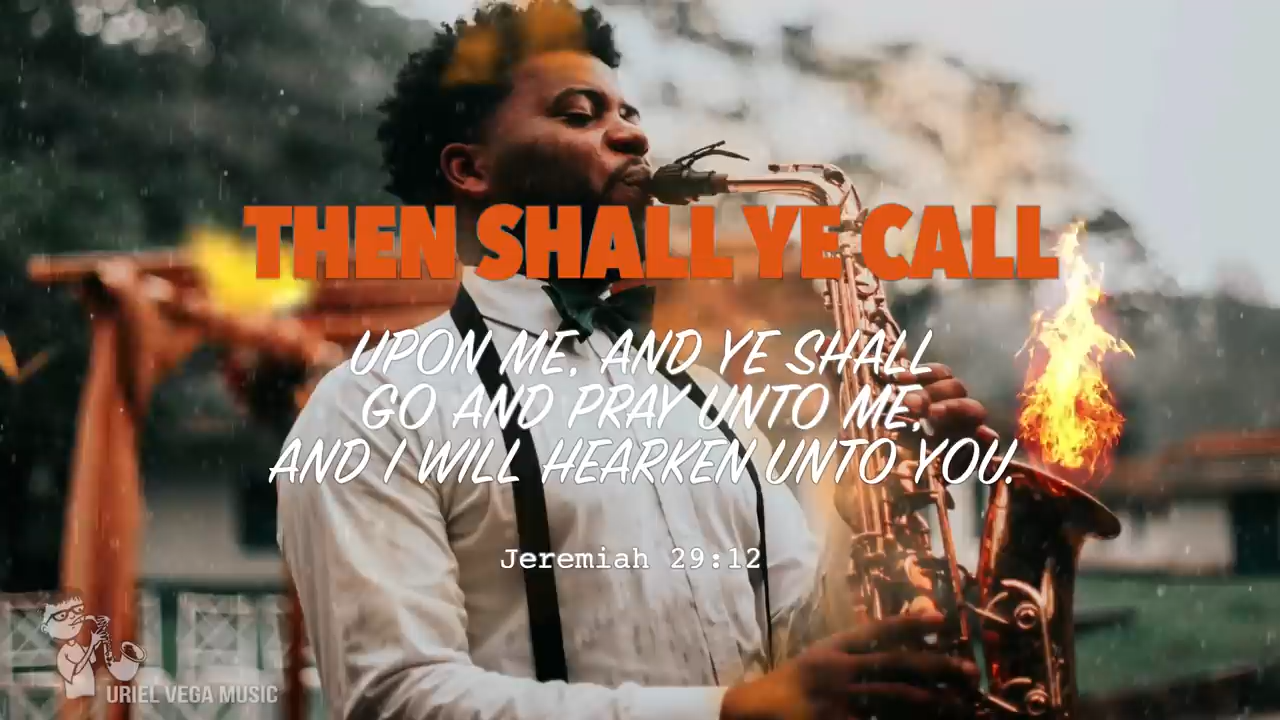 THEN SHALL YE CALL
UPON ME, AND YE SHALL
GO AND PRAY UNTO ME,
AND I WILL HEARKEN UNTO YOU.
Jeremiah 29:12
URIEL VEGA MUSIC